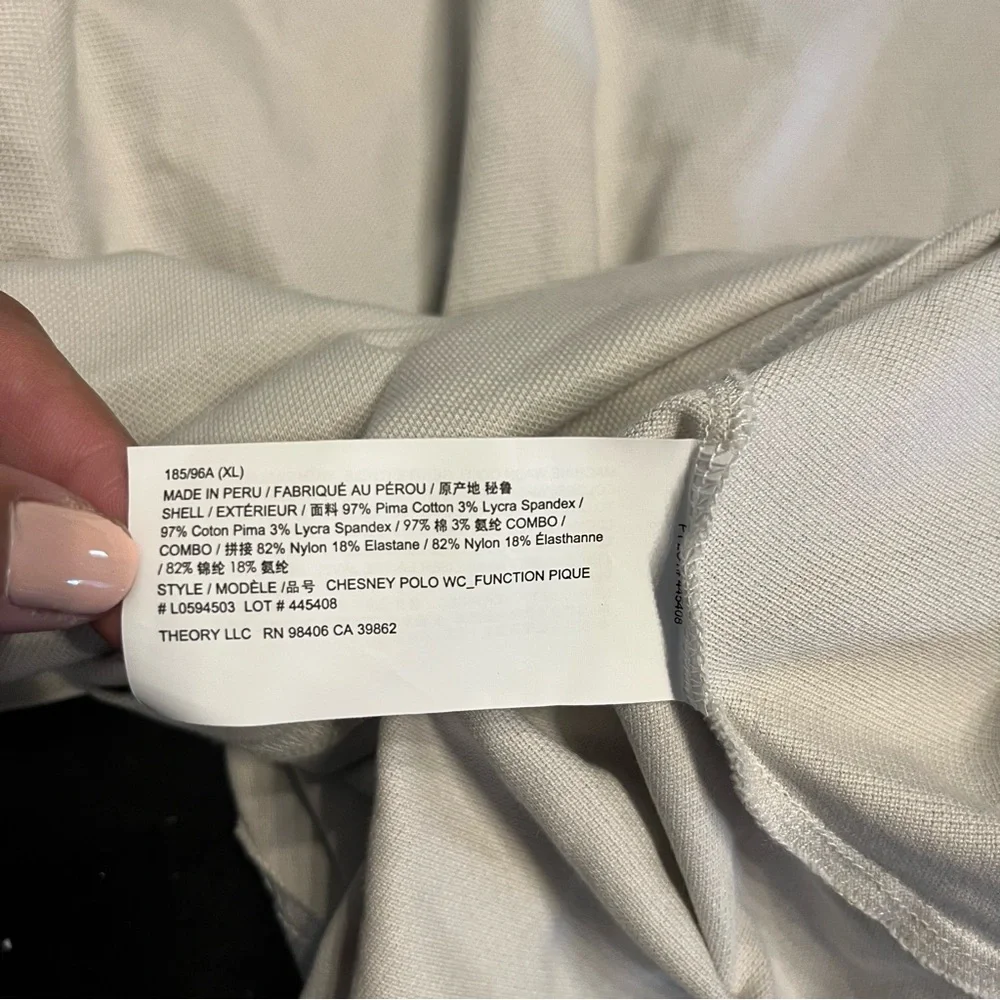 185/96A (XL)
MADE IN PERU / FABRIQUÉ AU PÉROU / 原产地 秘鲁
SHELL / EXTÉRIEUR / 面料 97% Pima Cotton 3% Lycra Spandex /
97% Coton Pima 3% Lycra Spandex / 97% 棉 3% 氨纶 COMBO /
COMBO / 拼接 82% Nylon 18% Elastane / 82% Nylon 18% Élasthanne
/ 82% 锦纶 18% 氨纶
STYLE / MODÈLE /品号 CHESNEY POLO WC_FUNCTION PIQUE
# L0594503 LOT # 445408
THEORY LLC RN 98406 CA 39862